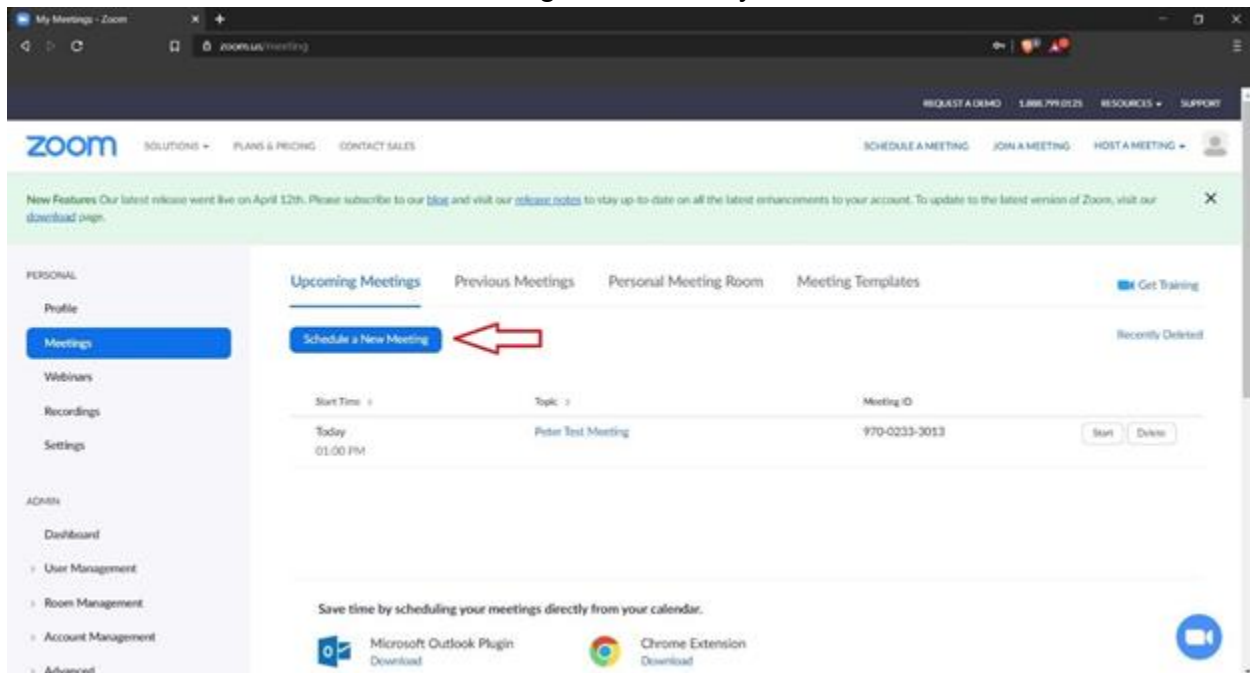 My Meetings - Zoom
zoom.us/meeting
REQUEST A DEMO 1.888.799.0125 RESOURCES SUPPORT
zoom SOLUTIONS PLANS & PRICING CONTACT SALES SCHEDULE A MEETING JOIN A MEETING HOST A MEETING
New Features Our latest release went live on April 12th. Please subscribe to our blog and visit our release notes to stay up-to-date on all the latest enhancements to your account. To update to the latest version of Zoom, visit our
download page.
PERSONAL
Profile
Meetings
Webinars
Recordings
Settings
ADMIN
Dashboard
User Management
Room Management
Account Management
Advanced
Upcoming Meetings Previous Meetings Personal Meeting Room Meeting Templates Get Training
Schedule a New Meeting Recently Deleted
Start Time Topic Meeting ID
Today Peter Test Meeting 970-0233-3013 Start Delete
01:00 PM
Save time by scheduling your meetings directly from your calendar.
Microsoft Outlook Plugin Chrome Extension
Download Download